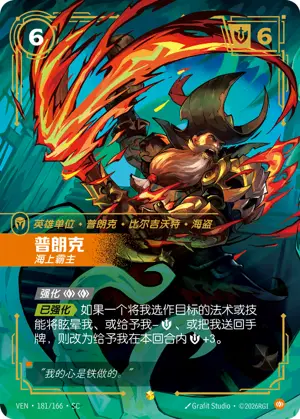 6
6
英雄单位·普朗克·比尔吉沃特·海盗
普朗克
海上霸主
强化
已强化 如果一个将我选作目标的法术或技
能将眩晕我、或给予我-、或把我送回手
牌，则改为给予我在本回合内+3。
“我的心是铁做的。”
VEN·181/166·SC
Grafit Studio ©2026RGI